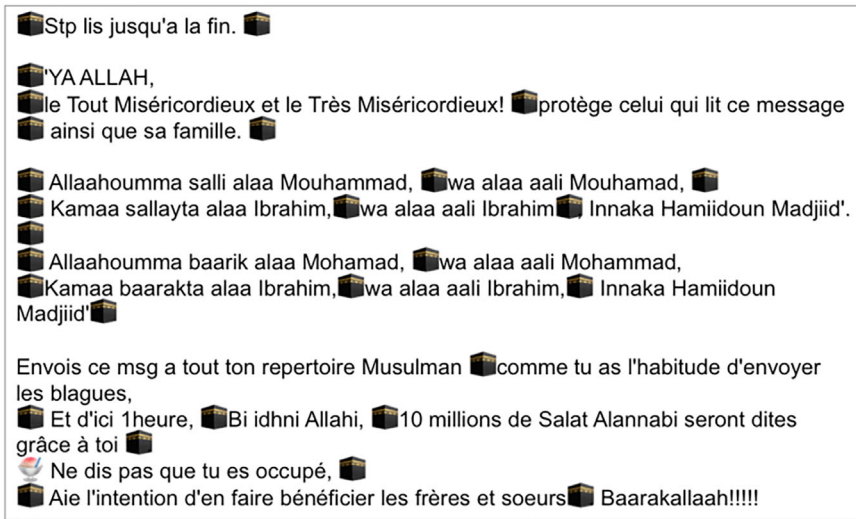 🕋Stp lis jusqu'a la fin. 🕋
🕋'YA ALLAH,
🕋le Tout Miséricordieux et le Très Miséricordieux! 🕋protège celui qui lit ce message
🕋 ainsi que sa famille. 🕋
🕋 Allaahoumma salli alaa Mouhammad, 🕋wa alaa aali Mouhamad, 🕋
🕋 Kamaa sallayta alaa Ibrahim,🕋wa alaa aali Ibrahim🕋, Innaka Hamiidoun Madjiid'.
🕋
🕋 Allaahoumma baarik alaa Mohamad, 🕋wa alaa aali Mohammad,
🕋Kamaa baarakta alaa Ibrahim,🕋wa alaa aali Ibrahim,🕋 Innaka Hamiidoun
Madjiid'🕋
Envois ce msg a tout ton repertoire Musulman 🕋comme tu as l'habitude d'envoyer
les blagues,
🕋 Et d'ici 1heure, 🕋Bi idhni Allahi, 🕋10 millions de Salat Alannabi seront dites
grâce à toi 🕋
🍧 Ne dis pas que tu es occupé, 🕋
🕋 Aie l'intention d'en faire bénéficier les frères et soeurs🕋 Baarakallaah!!!!!